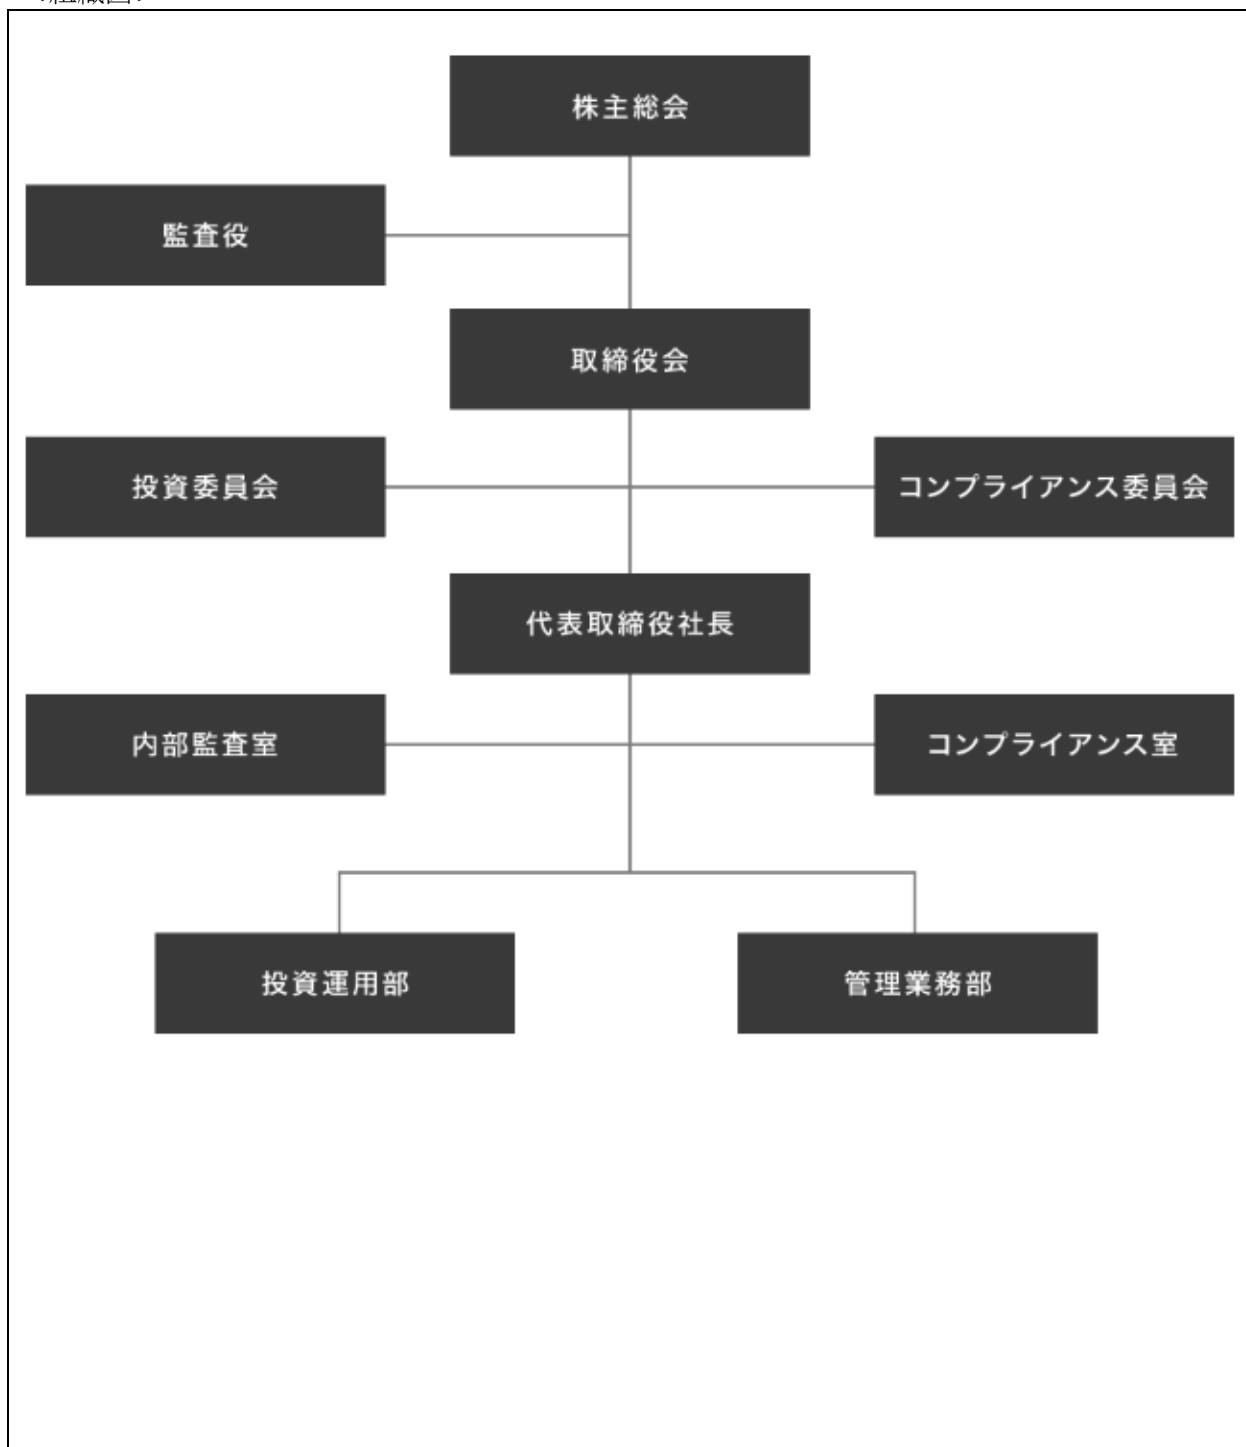 <組織図>
株主総会
監査役
取締役会
投資委員会
コンプライアンス委員会
代表取締役社長
内部監査室
コンプライアンス室
投資運用部
管理業務部